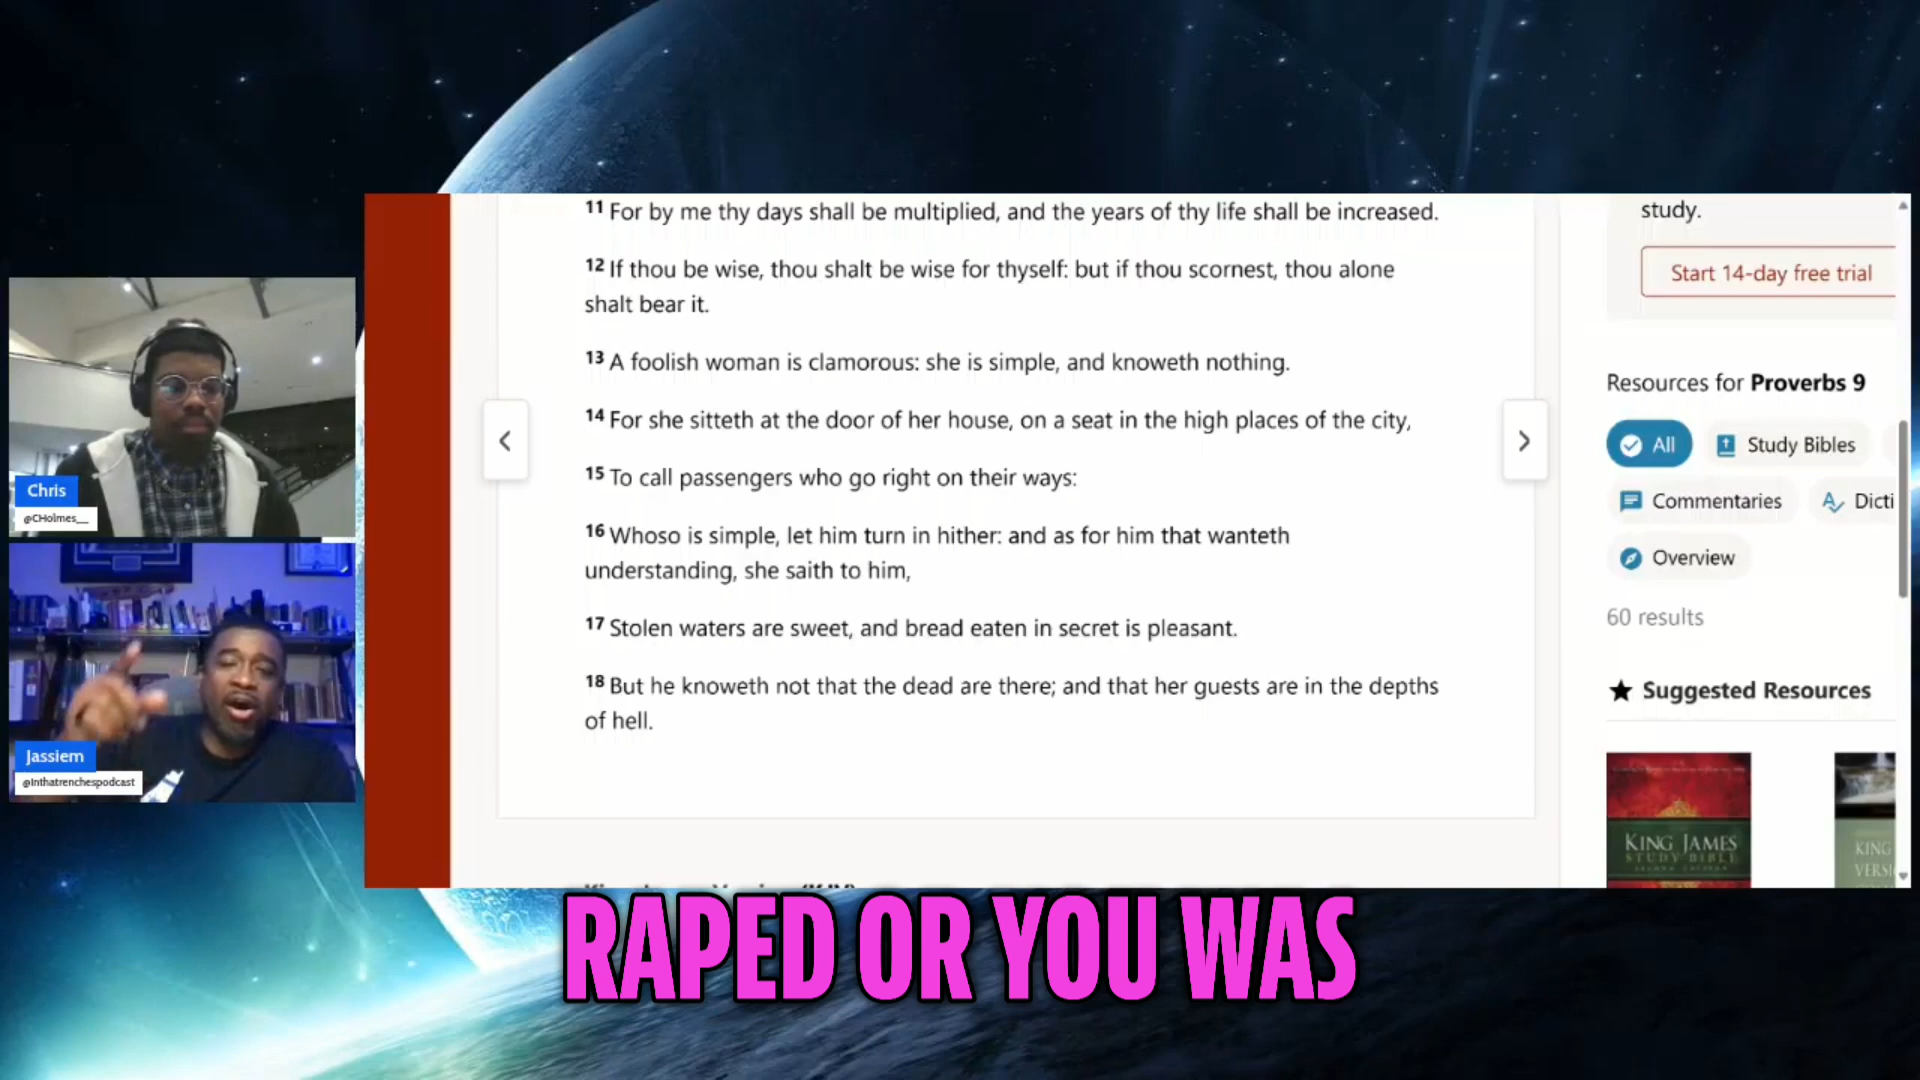 11 For by me thy days shall be multiplied, and the years of thy life shall be increased.
12 If thou be wise, thou shalt be wise for thyself: but if thou scornest, thou alone
shalt bear it.
13 A foolish woman is clamorous: she is simple, and knoweth nothing.
14 For she sitteth at the door of her house, on a seat in the high places of the city,
15 To call passengers who go right on their ways:
16 Whoso is simple, let him turn in hither: and as for him that wanteth
understanding, she saith to him,
17 Stolen waters are sweet, and bread eaten in secret is pleasant.
18 But he knoweth not that the dead are there; and that her guests are in the depths
of hell.
study.
Start 14-day free trial
Resources for Proverbs 9
All
Study Bibles
Commentaries
Dicti
Overview
60 results
Suggested Resources
KING JAMES
STUDY BIBLE
KING
VERSI
Chris
@CHolmes__
Jassiem
@Inthatrenchespodcast
RAPED OR YOU WAS